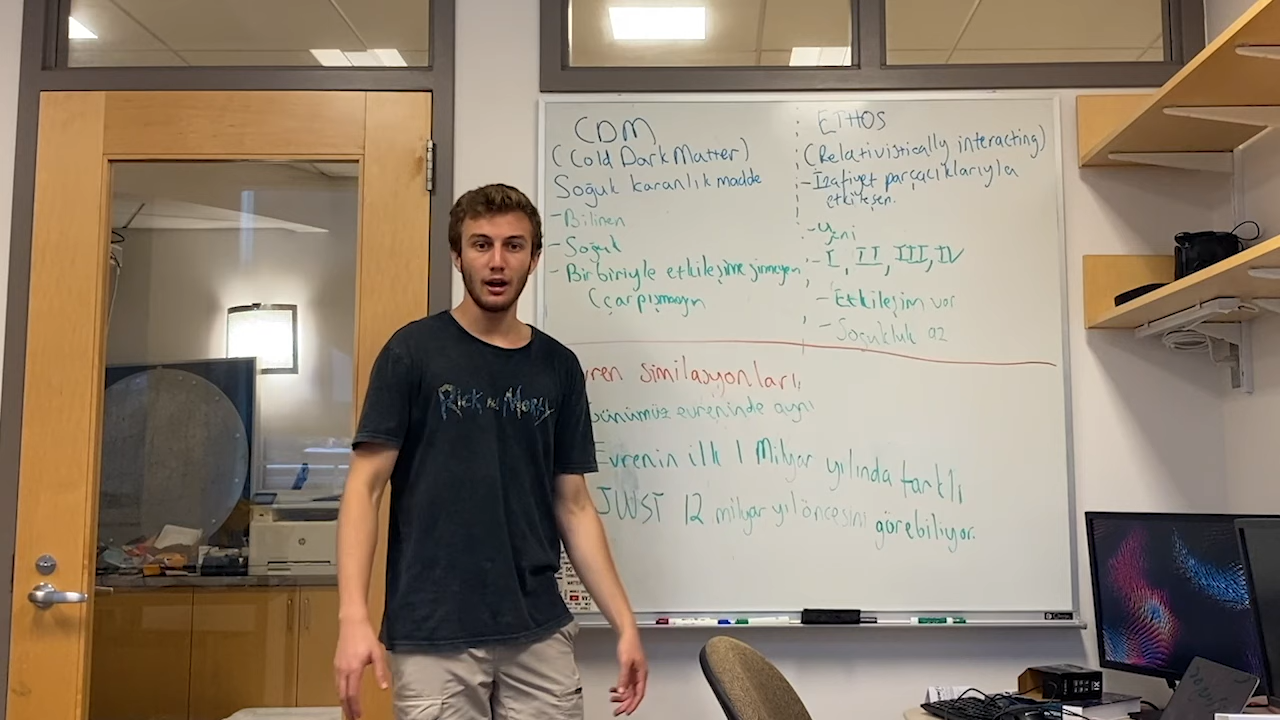 CDM
(Cold Dark Matter)
Soğuk karanlık madde
- Bilinen
- Soğuk
- Birbiriyle etkileşime girmeyen
(çarpışmayan
ETHOS
(Relativistically interacting)
- İzafiyet parçacıklarıyla
etkileşen.
- Yeni
- I, II, III, IV
- Etkileşim var
- Soğukluk az
similasyonları,
Günümüz evreninde aynı
Evrenin ilk 1 Milyar yılında farklı
JWST 12 milyar yıl öncesini görebiliyor.
Rick and Morty